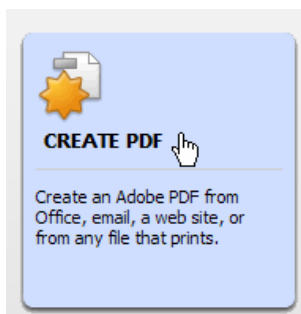 CREATE PDF
Create an Adobe PDF from
Office, email, a web site, or
from any file that prints.